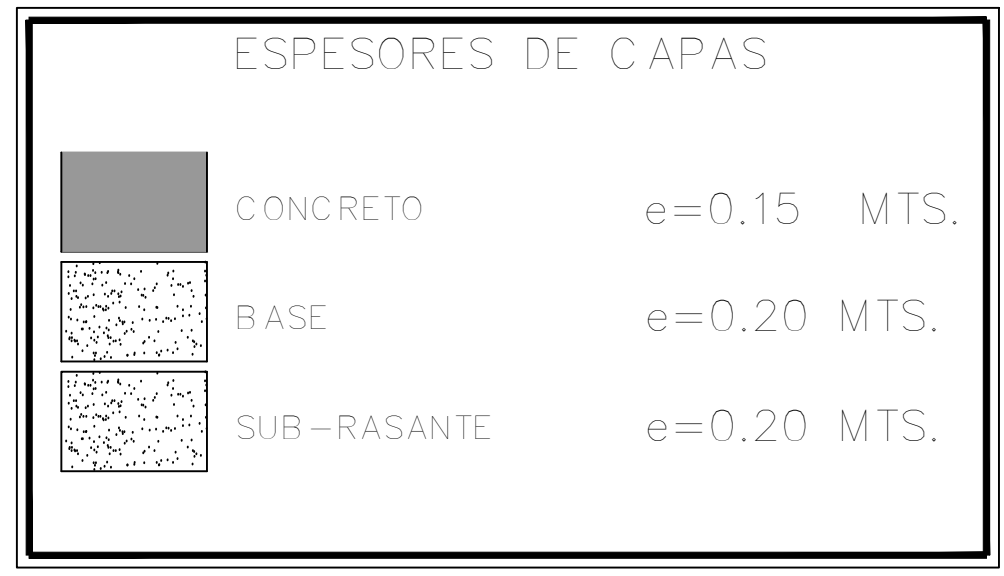 ESPESORES DE CAPAS
CONCRETO e=0.15 MTS.
BASE e=0.20 MTS.
SUB-RASANTE e=0.20 MTS.